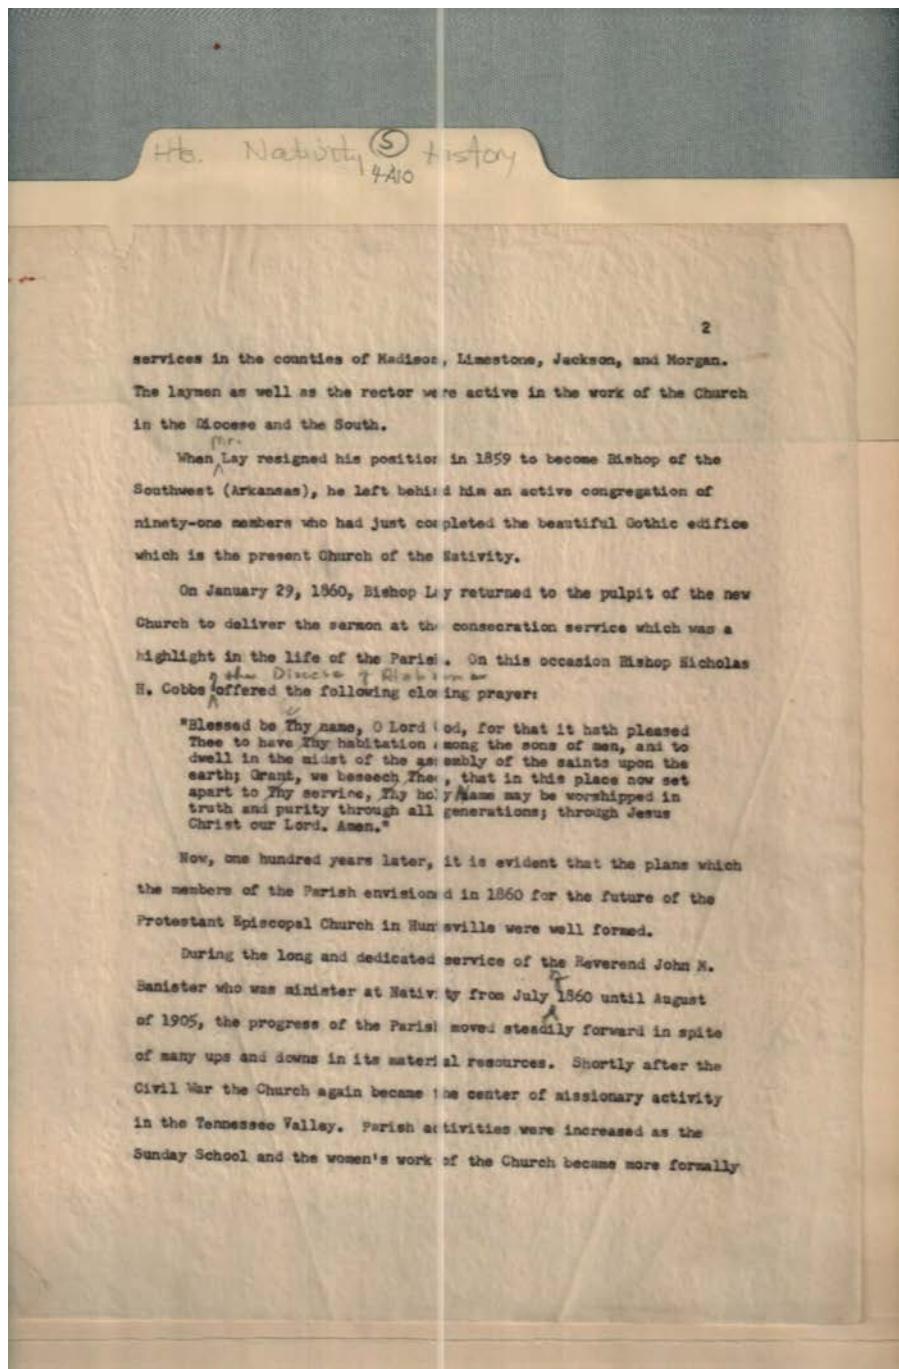 Hts. Nativity (5) History
4-A10
2
services in the counties of Madison, Limestone, Jackson, and Morgan.
The laymen as well as the rector were active in the work of the Church
in the Diocese and the South.
mr.
When Lay resigned his position in 1859 to become Bishop of the
Southwest (Arkansas), he left behind him an active congregation of
ninety-one members who had just completed the beautiful Gothic edifice
which is the present Church of the Nativity.
On January 29, 1860, Bishop Lay returned to the pulpit of the new
Church to deliver the sermon at the consecration service which was a
highlight in the life of the Parish. On this occasion Bishop Nicholas
of the Diocese of Alabama
H. Cobbs offered the following closing prayer:
"Blessed be Thy name, O Lord God, for that it hath pleased
Thee to have Thy habitation among the sons of men, and to
dwell in the midst of the assembly of the saints upon the
earth; Grant, we beseech Thee, that in this place now set
apart to Thy service, Thy holy Name may be worshipped in
truth and purity through all generations; through Jesus
Christ our Lord. Amen."
Now, one hundred years later, it is evident that the plans which
the members of the Parish envisioned in 1860 for the future of the
Protestant Episcopal Church in Huntsville were well formed.
During the long and dedicated service of the Reverend John M.
Banister who was minister at Nativity from July 1860 until August
of 1905, the progress of the Parish moved steadily forward in spite
of many ups and downs in its material resources. Shortly after the
Civil War the Church again became the center of missionary activity
in the Tennessee Valley. Parish activities were increased as the
Sunday School and the women's work of the Church became more formally